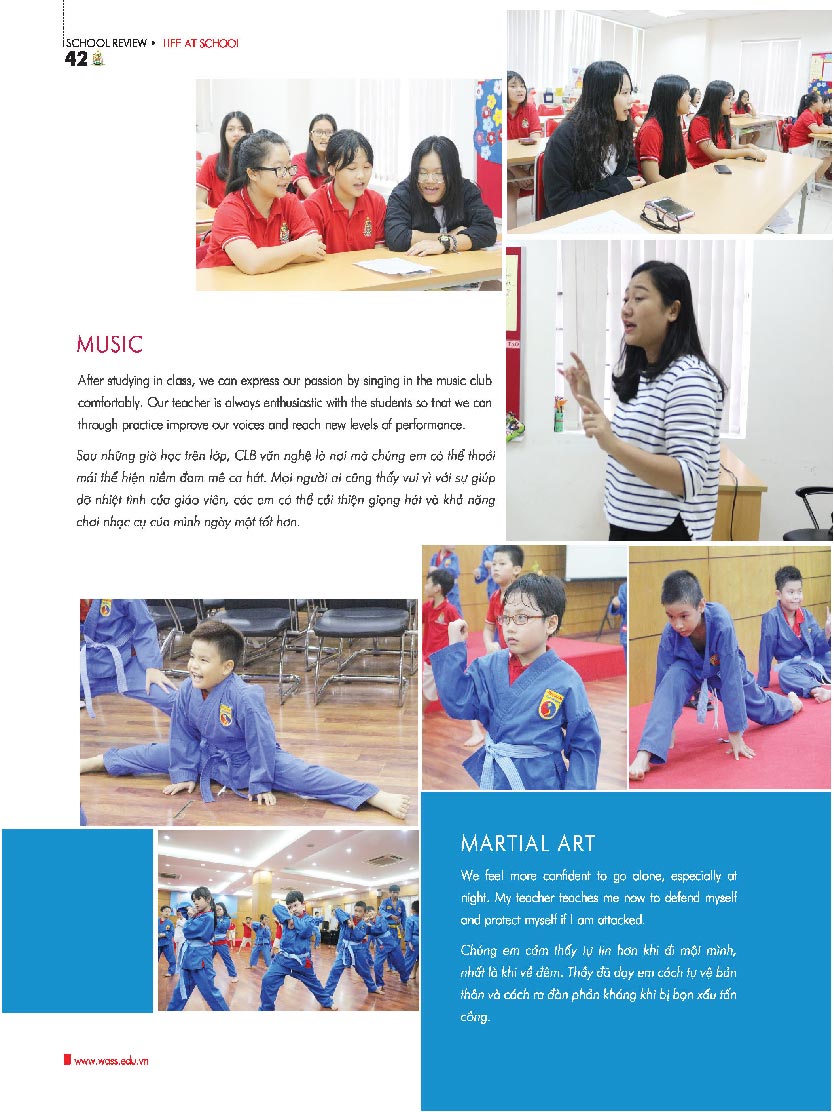 SCHOOL REVIEW • LIFE AT SCHOOL
42
MUSIC
After studying in class, we can express our passion by singing in the music club
comfortably. Our teacher is always enthusiastic with the students so tnat we can
through practice improve our voices and reach new levels of performance.
Sau những giờ học trên lớp, CLB văn nghệ là nơi mà chúng em có thể thoải
mái thể hiện niềm đam mê ca hát. Mọi người ai cũng thấy vui vì với sự giúp
đỡ nhiệt tình của giáo viên, các em có thể cải thiện giọng hát và khả năng
chơi nhạc cụ của mình ngày một tốt hơn.
MARTIAL ART
We feel more confident to go alone, especially at
night. My teacher teaches me now to defend myself
and protect myself if I am attacked.
Chúng em cảm thấy tự tin hơn khi đi một mình,
nhất là khi về đêm. Thầy đã dạy em cách tự vệ bản
thân và cách ra đàn phản kháng khi bị bọn xấu tấn
công.
www.wass.edu.vn